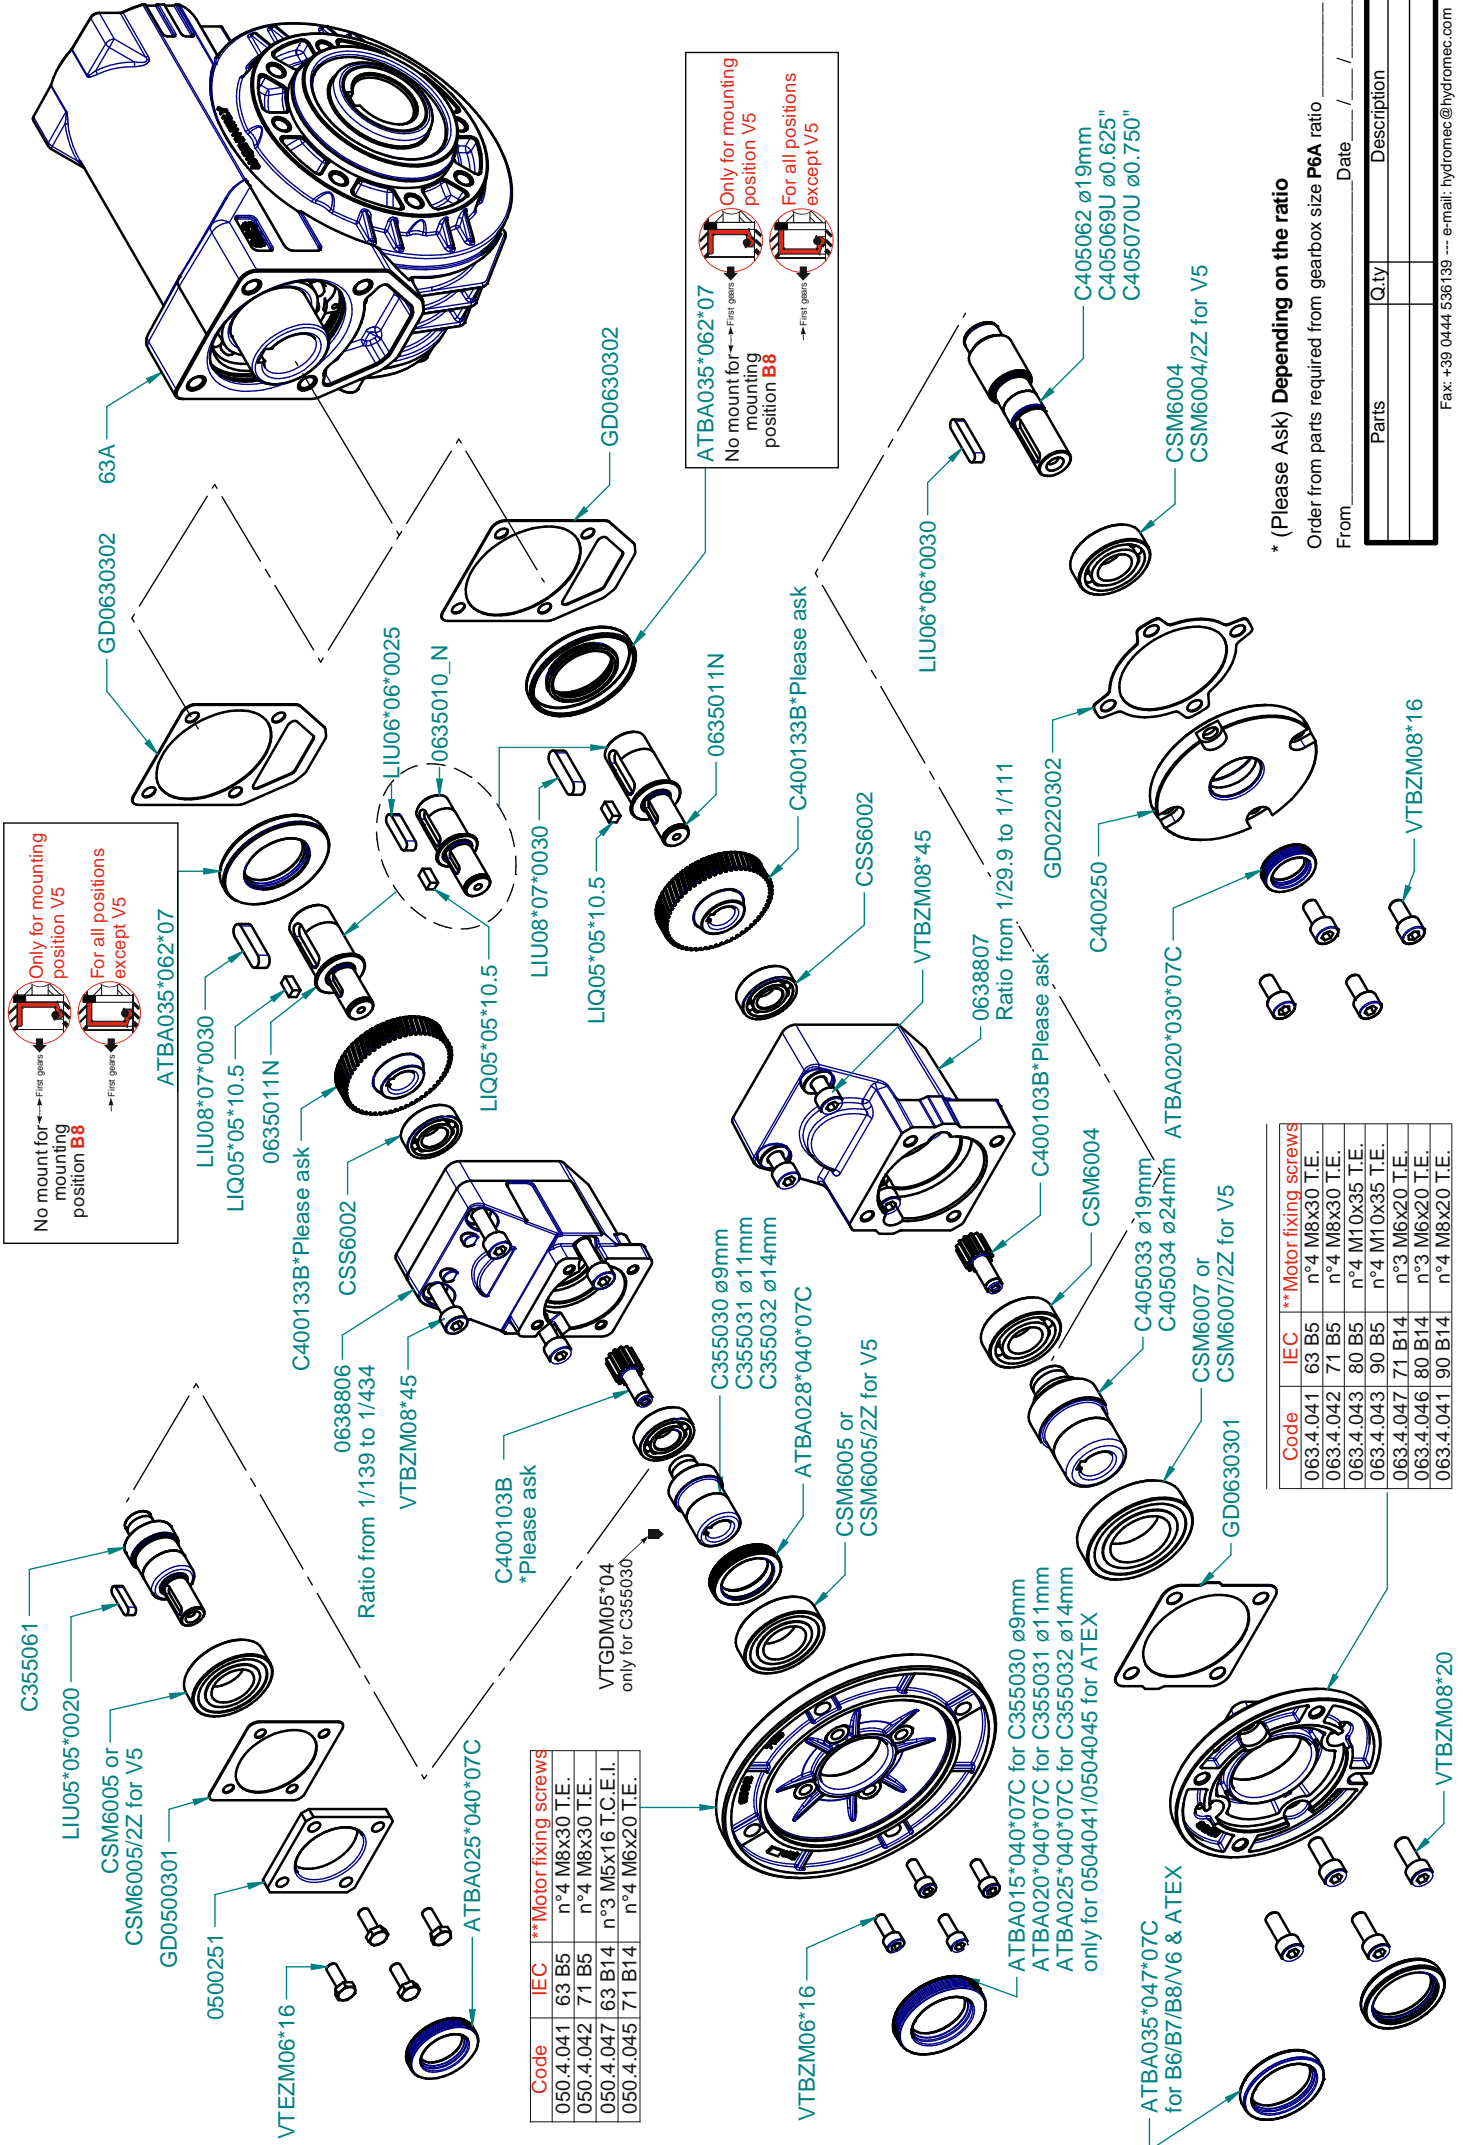 No mount for
mounting
position B8
First gears
Only for mounting
position V5
First gears
For all positions
except V5
ATBA035*062*07
GD0630302
63A
LIU08*07*0030
LIQ05*05*10.5
0635011N
C400133B*Please ask
CSS6002
0638806
Ratio from 1/139 to 1/434
VTBZM08*45
LIU06*06*0025
0635010_N
LIQ05*05*10.5
GD0630302
ATBA035*062*07
No mount for
mounting
position B8
First gears
Only for mounting
position V5
First gears
For all positions
except V5
LIU08*07*0030
LIQ05*05*10.5
0635011N
C400133B*Please ask
CSS6002
VTBZM08*45
0638807
Ratio from 1/29.9 to 1/111
C400103B*Please ask
CSM6004
C405033 ø19mm
C405034 ø24mm
CSM6007 or
CSM6007/2Z for V5
GD0630301
C355061
LIU05*05*0020
CSM6005 or
CSM6005/2Z for V5
GD0500301
0500251
VTEZM06*16
ATBA025*040*07C
C400103B
*Please ask
VTGDM05*04
only for C355030
C355030 ø9mm
C355031 ø11mm
C355032 ø14mm
ATBA028*040*07C
CSM6005 or
CSM6005/2Z for V5
Code IEC **Motor fixing screws
050.4.041 63 B5 n°4 M8x30 T.E.
050.4.042 71 B5 n°4 M8x30 T.E.
050.4.047 63 B14 n°3 M5x16 T.C.E.I.
050.4.045 71 B14 n°4 M6x20 T.E.
VTBZM06*16
ATBA015*040*07C for C355030 ø9mm
ATBA020*040*07C for C355031 ø11mm
ATBA025*040*07C for C355032 ø14mm
only for 0504041/0504045 for ATEX
ATBA035*047*07C
for B6/B7/B8/V6 & ATEX
VTBZM08*20
Code IEC **Motor fixing screws
063.4.041 63 B5 n°4 M8x30 T.E.
063.4.042 71 B5 n°4 M8x30 T.E.
063.4.043 80 B5 n°4 M10x35 T.E.
063.4.043 90 B5 n°4 M10x35 T.E.
063.4.047 71 B14 n°3 M6x20 T.E.
063.4.046 80 B14 n°3 M6x20 T.E.
063.4.041 90 B14 n°4 M8x20 T.E.
LIU06*06*0030
C405062 ø19mm
C405069U ø0.625"
C405070U ø0.750"
CSM6004
CSM6004/2Z for V5
GD0220302
C400250
ATBA020*030*07C
VTBZM08*16
* (Please Ask) Depending on the ratio
Order from parts required from gearbox size P6A ratio
From Date / /
Parts Q.ty Description
Fax: +39 0444 536139 --- e-mail: hydromec@hydromec.com